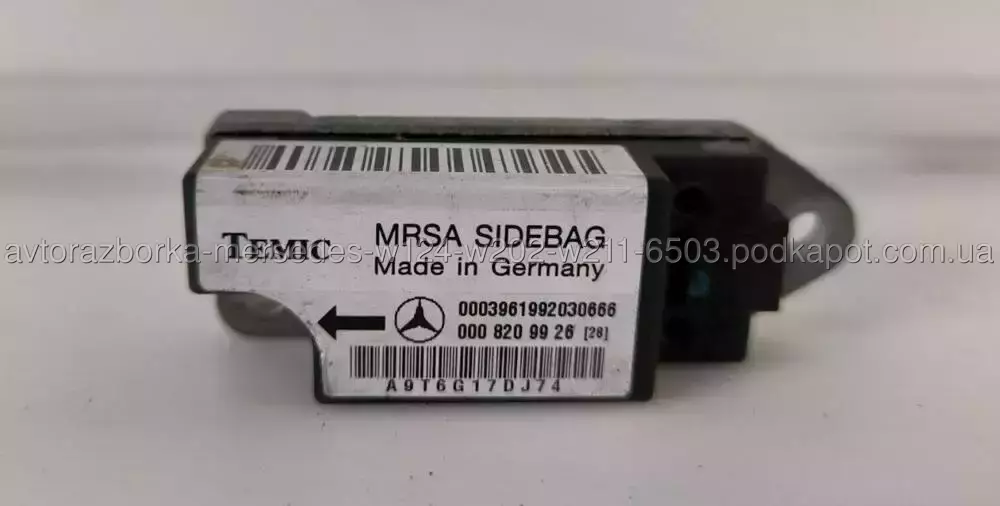 TEMIC
MRSA SIDEBAG
Made in Germany
avtorazborka-mersedes-w124-w202-w211-6503.podkapot.com.ua
0003961992030666
000 820 99 26 [28]
A9T6G17DJ74